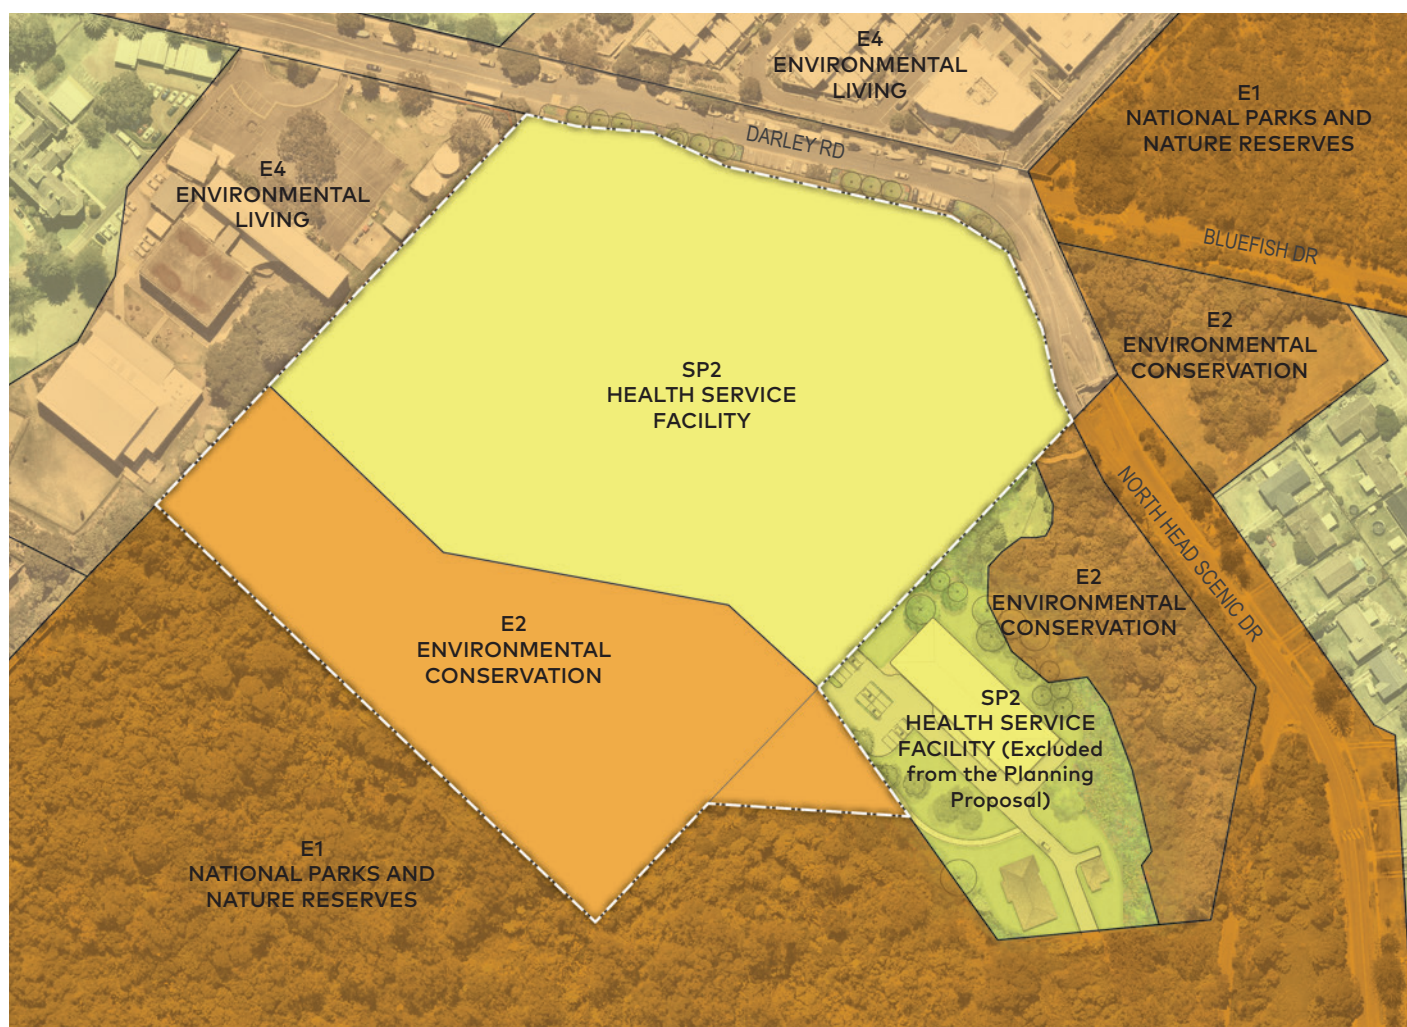 E4
ENVIRONMENTAL
LIVING
E1
NATIONAL PARKS AND
NATURE RESERVES
DARLEY RD
E4
ENVIRONMENTAL
LIVING
BLUEFISH DR
E2
ENVIRONMENTAL
CONSERVATION
SP2
HEALTH SERVICE
FACILITY
NORTH HEAD SCENIC DR
E2
ENVIRONMENTAL
CONSERVATION
E2
ENVIRONMENTAL
CONSERVATION
SP2
HEALTH SERVICE
FACILITY (Excluded
from the Planning
Proposal)
E1
NATIONAL PARKS AND
NATURE RESERVES